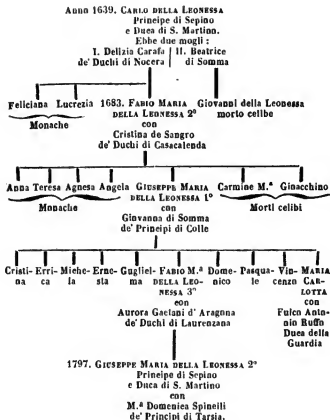 Anno 1639. CARLO DELLA LEONESSA
Principe di Sepino
e Duca di S. Martino.
Ebbe due mogli :
I. Delizia Carafa II. Beatrice
de' Duchi di Nocera di Somma
Feliciana Lucrezia 1683. FABIO MARIA Giovanni della Leonessa
Monache DELLA LEONESSA 2º morto celibe
con
Cristina de Sangro
de' Duchi di Casacalenda
Anna Teresa Agnesa Angela GIUSEPPE MARIA Carmine M.ª Ginacchino
Monache DELLA LEONESSA 1º Morti celibi
con
Giovanna di Somma
de' Principi di Colle
Cristi- Erri- Miche- Erne- Gugliel- FABIO M.ª Dome- Pasqua- Vin- MARIA
na ca la sta ma DELLA LEO- nico le cenzo CAR-
NESSA 3º LOTTA
con con
Aurora Gaetani d' Aragona Fulco Anto-
de' Duchi di Laurenzana nio Ruffo
Duca della
Guardia
1797. GIUSEPPE MARIA DELLA LEONESSA 2º
Principe di Sepino
e Duca di S. Martino
con
M.ª Domenica Spinelli
de' Principi di Tarsia.